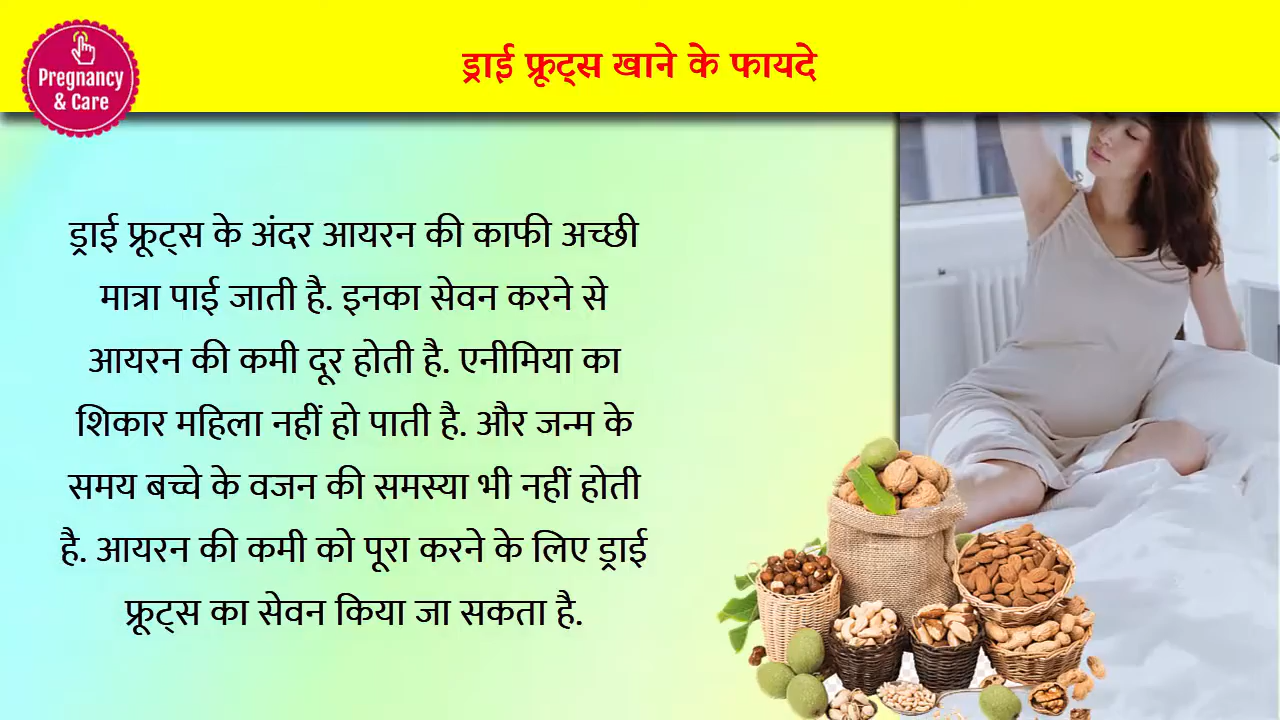 Pregnancy
& Care
ड्राई फ्रूट्स खाने के फायदे
ड्राई फ्रूट्स के अंदर आयरन की काफी अच्छी
मात्रा पाई जाती है. इनका सेवन करने से
आयरन की कमी दूर होती है. एनीमिया का
शिकार महिला नहीं हो पाती है. और जन्म के
समय बच्चे के वजन की समस्या भी नहीं होती
है. आयरन की कमी को पूरा करने के लिए ड्राई
फ्रूट्स का सेवन किया जा सकता है.